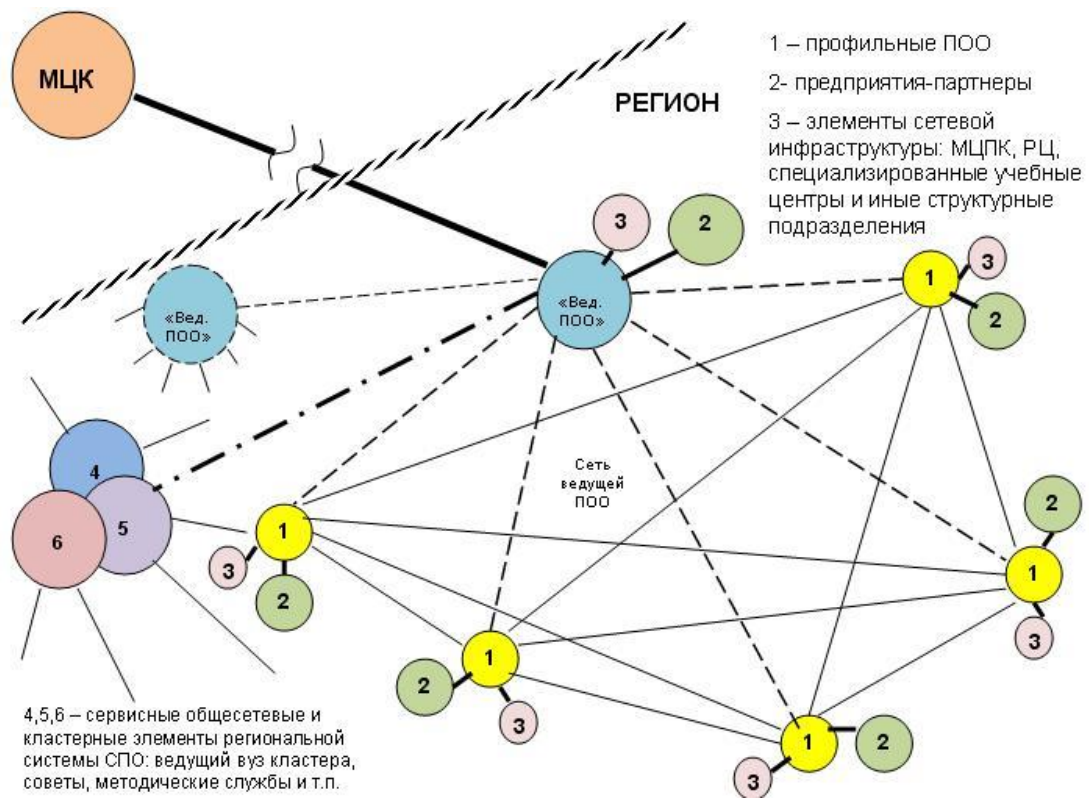 МЦК
РЕГИОН
1 – профильные ПОО
2- предприятия-партнеры
3 – элементы сетевой
инфраструктуры: МЦПК, РЦ,
специализированные учебные
центры и иные структурные
подразделения
3
2
1
3
2
«Вед.
ПОО»
«Вед.
ПОО»
4
5
6
Сеть
ведущей
ПОО
1
3
2
2
1
3
1
2
3
1
2
3
4,5,6 – сервисные общесетевые и
кластерные элементы региональной
системы СПО: ведущий вуз кластера,
советы, методические службы и т.п.